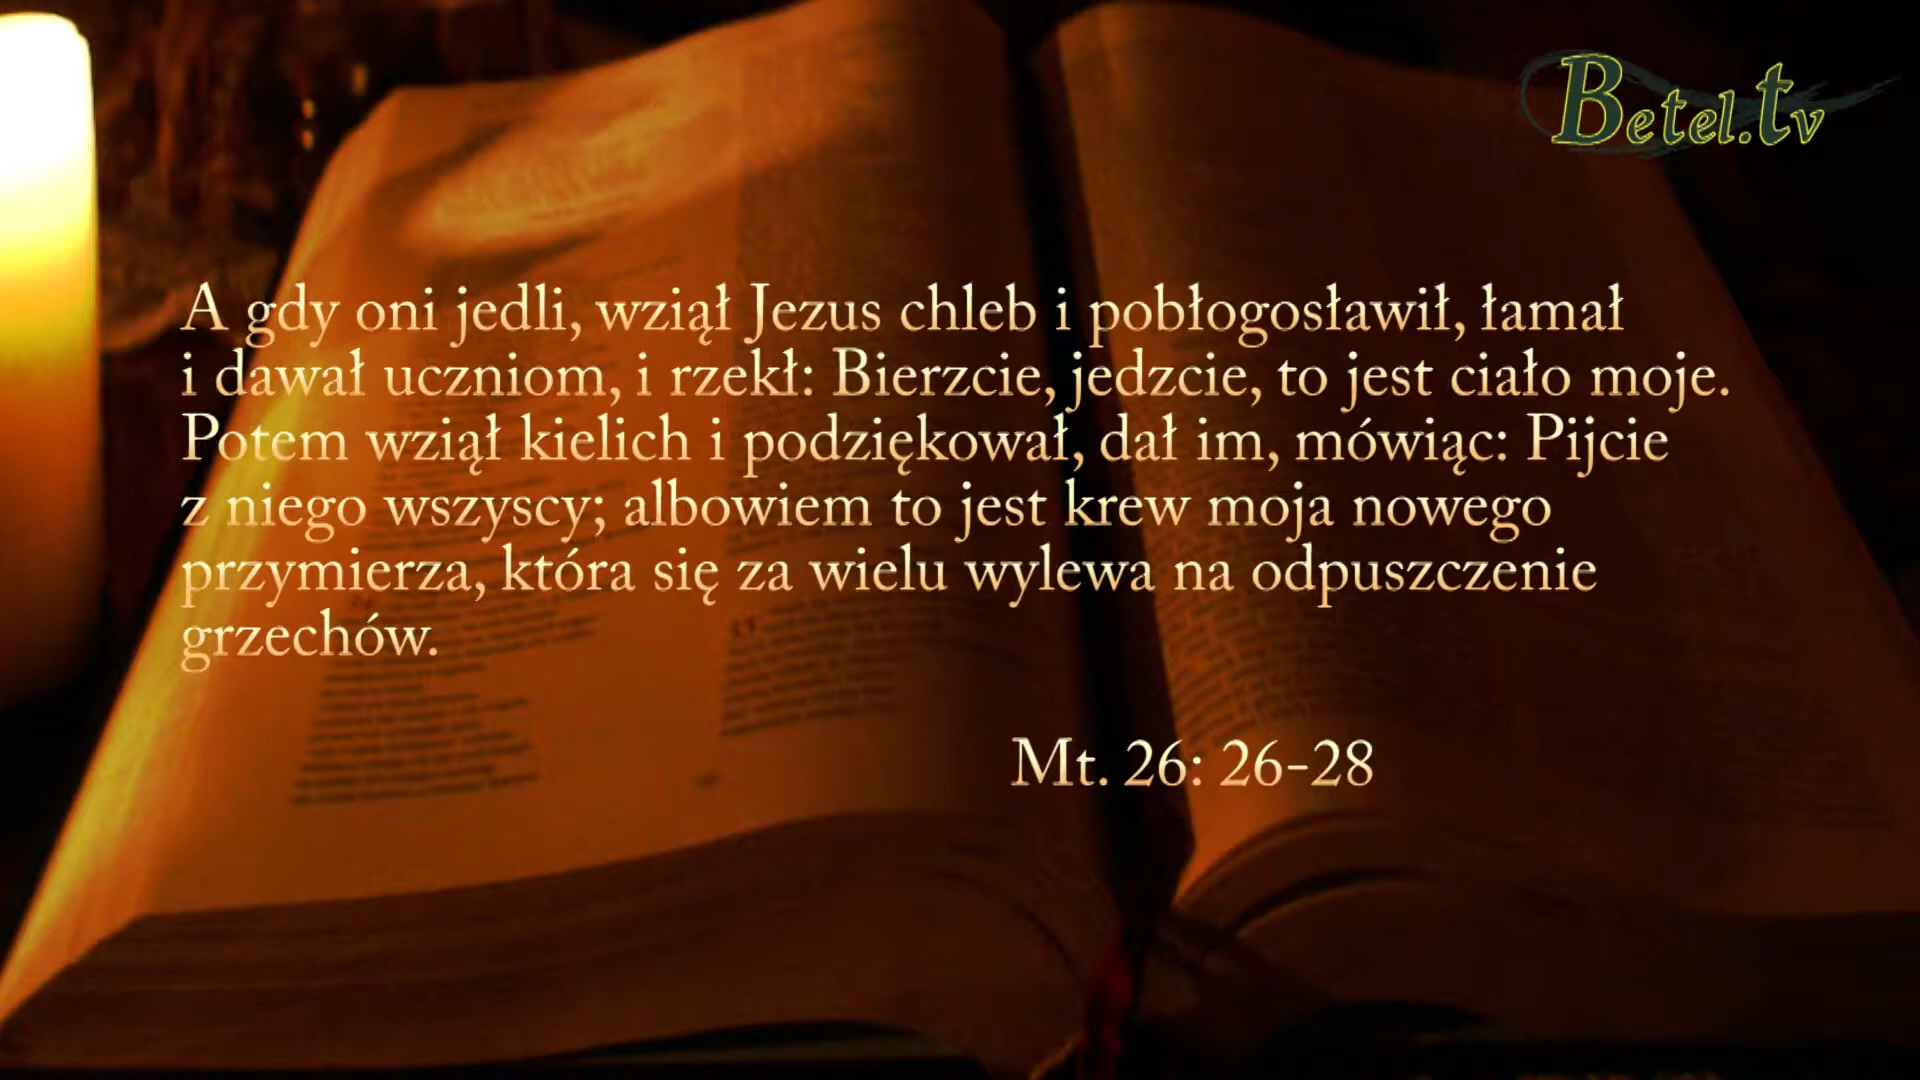 Betel.tv
A gdy oni jedli, wziął Jezus chleb i pobłogosławił, łamał
i dawał uczniom, i rzekł: Bierzcie, jedzcie, to jest ciało moje.
Potem wziął kielich i podziękował, dał im, mówiąc: Pijcie
z niego wszyscy; albowiem to jest krew moja nowego
przymierza, która się za wielu wylewa na odpuszczenie
grzechów.
Mt. 26: 26-28